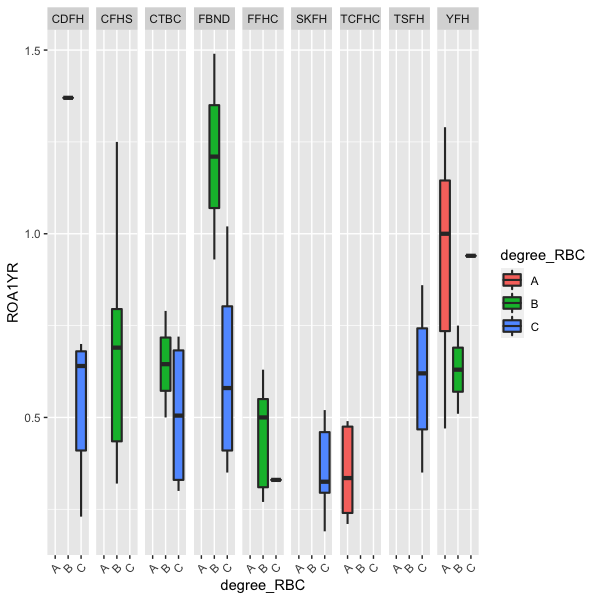 CDFH CFHS CTBC FBND FFHC SKFH TCFHC TSFH YFH
1.5
1.0
0.5
ROA1YR
A B C A B C A B C A B C A B C A B C A B C A B C A B C
degree_RBC
degree_RBC
A
B
C